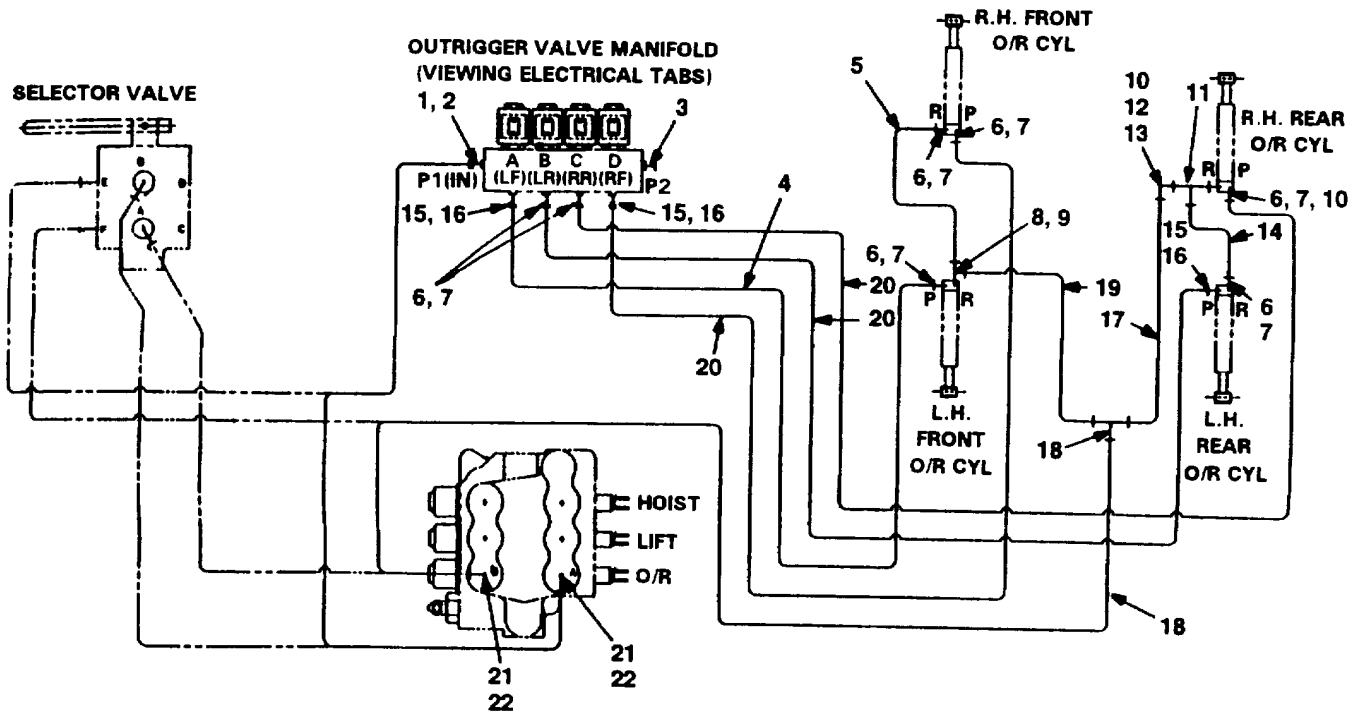 R.H. FRONT
O/R CYL
OUTRIGGER VALVE MANIFOLD
(VIEWING ELECTRICAL TABS)
SELECTOR VALVE
1, 2
3
5
10
12
13
11
R.H. REAR
O/R CYL
R P
6, 7
6, 7
A B C D
P1(IN) (LF) (LR) (RR) (RF) P2
B
E D
A
F C
4
15, 16
15, 16
6, 7
8, 9
6, 7
P R
R P
6, 7, 10
15
16
14
P R
6
7
20
20
20
19
17
L.H.
FRONT
O/R CYL
L.H.
REAR
O/R CYL
18
HOIST
LIFT
O/R
B A
18
21
22
21
22